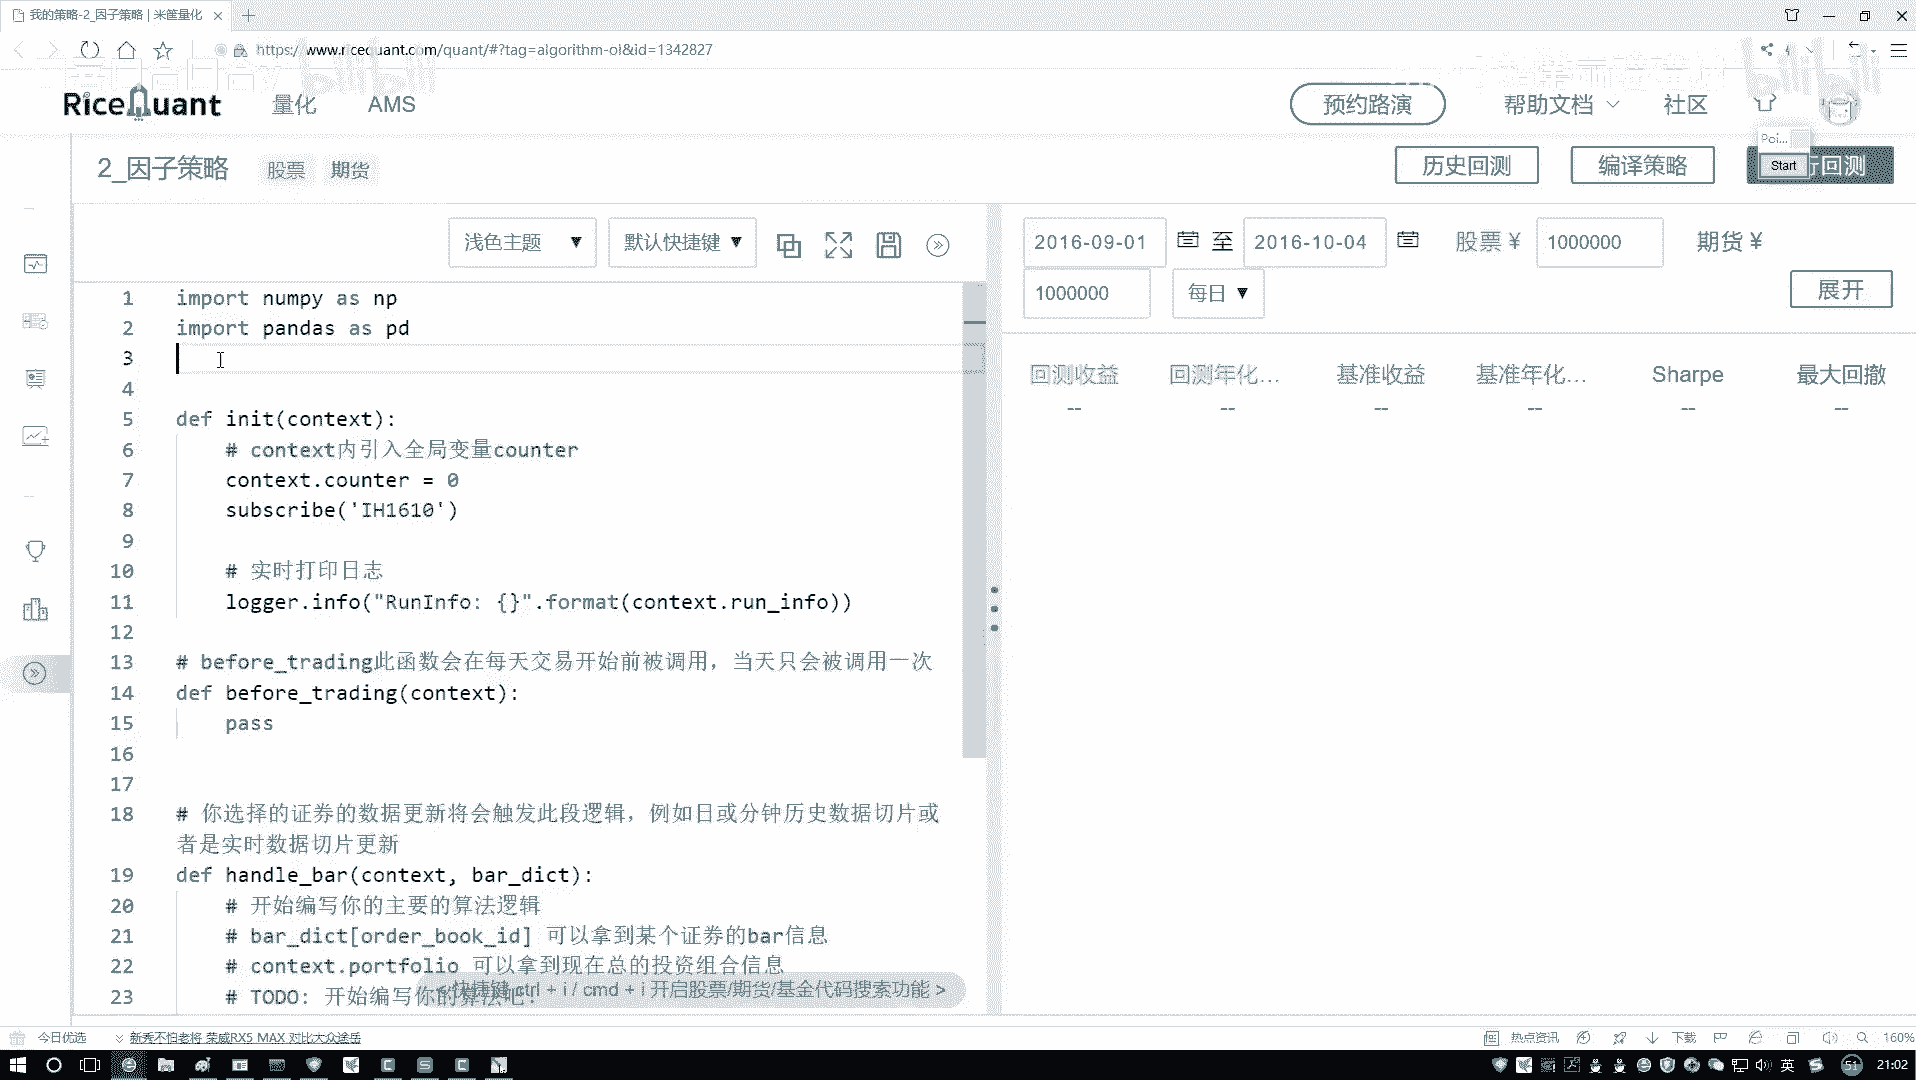 我的策略-2_因子策略 | 米筐量化
https://www.ricequant.com/quant/#?tag=algorithm-ol&id=1342827
bilibili
bilibili
RiceQuant 量化 AMS 预约路演 帮助文档 社区
Poi...
2_因子策略 股票 期货 历史回测 编译策略 Start 行回测
浅色主题 默认快捷键
2016-09-01 至 2016-10-04 股票 ¥ 1000000 期货 ¥
1000000 每日 展开
回测收益 回测年化... 基准收益 基准年化... Sharpe 最大回撤
-- -- -- -- -- --
1 import numpy as np
2 import pandas as pd
3
4
5 def init(context):
6 # context内引入全局变量counter
7 context.counter = 0
8 subscribe('IH1610')
9
10 # 实时打印日志
11 logger.info("RunInfo: {}".format(context.run_info))
12
13 # before_trading此函数会在每天交易开始前被调用，当天只会被调用一次
14 def before_trading(context):
15 pass
16
17
18 # 你选择的证券的数据更新将会触发此段逻辑，例如日或分钟历史数据切片或
者是实时数据切片更新
19 def handle_bar(context, bar_dict):
20 # 开始编写你的主要的算法逻辑
21 # bar_dict[order_book_id] 可以拿到某个证券的bar信息
22 # context.portfolio 可以拿到现在总的投资组合信息
23 # TODO: 开始编写你的算法吧!
< 快捷键 ctrl + i / cmd + i 开启股票/期货/基金代码搜索功能 >
今日优选 新秀不怕老将 荣威RX5 MAX 对比大众途岳 热点资讯 下载 160%
英 51 21:02